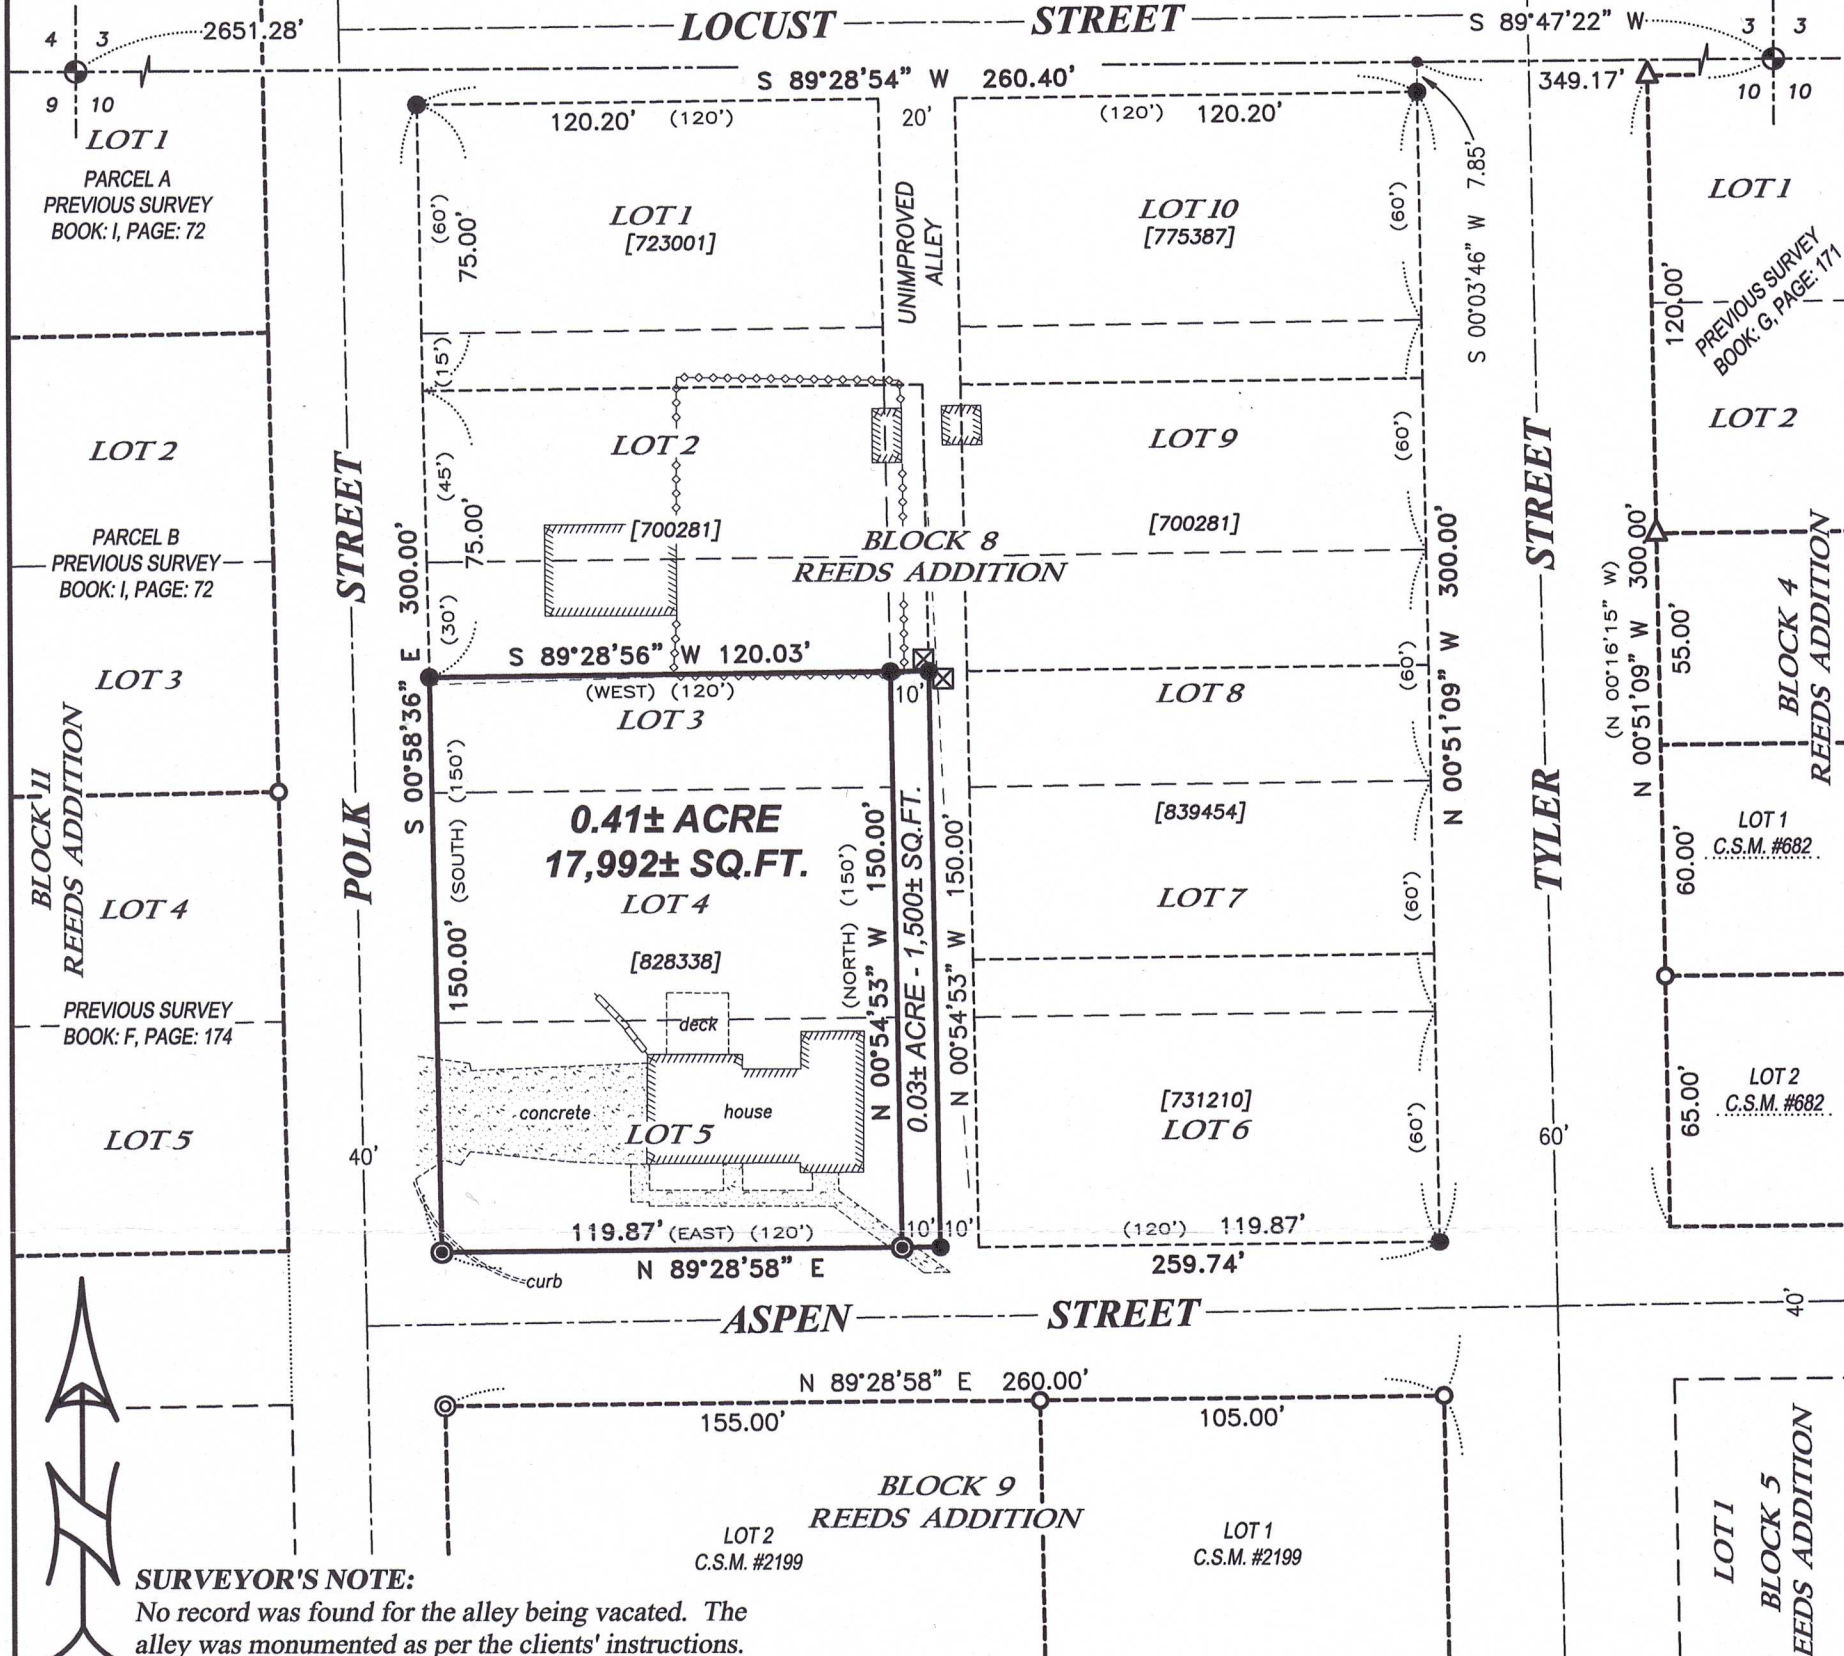 LOCUST STREET
S 89°47'22" W
4 3
2651.28'
9 10
3 3
10 10
349.17'
S 89°28'54" W 260.40'
120.20' (120')
20'
(120') 120.20'
S 00°03'46" W 7.85'
LOT 1
PARCEL A
PREVIOUS SURVEY
BOOK: I, PAGE: 72
LOT 2
PARCEL B
PREVIOUS SURVEY
BOOK: I, PAGE: 72
LOT 3
BLOCK 11
REEDS ADDITION
LOT 4
PREVIOUS SURVEY
BOOK: F, PAGE: 174
LOT 5
POLK STREET
40'
S 00°58'36" E 300.00'
(60')
75.00'
(15')
(45')
75.00'
(30')
LOT 1
[723001]
UNIMPROVED
ALLEY
LOT 10
[775387]
(60')
LOT 2
[700281]
LOT 9
[700281]
(60')
BLOCK 8
REEDS ADDITION
S 89°28'56" W 120.03'
(WEST) (120')
10'
LOT 3
LOT 8
(60')
[839454]
0.41± ACRE
17,992± SQ.FT.
LOT 4
[828338]
LOT 7
(60')
150.00' (SOUTH) (150')
(NORTH) (150')
N 00°54'53" W 150.00'
0.03± ACRE - 1,500± SQ.FT.
N 00°54'53" W 150.00'
deck
concrete
house
LOT 5
[731210]
LOT 6
(60')
N 00°51'09" W 300.00'
119.87' (EAST) (120')
10' 10'
(120') 119.87'
N 89°28'58" E
259.74'
curb
TYLER STREET
60'
LOT 1
PREVIOUS SURVEY
BOOK: G, PAGE: 171
120.00'
LOT 2
(N 00°16'15" W)
N 00°51'09" W 300.00'
55.00'
BLOCK 4
REEDS ADDITION
LOT 1
C.S.M. #682
60.00'
LOT 2
C.S.M. #682
65.00'
ASPEN STREET
40'
N 89°28'58" E 260.00'
155.00'
105.00'
BLOCK 9
REEDS ADDITION
LOT 2
C.S.M. #2199
LOT 1
C.S.M. #2199
LOT 1
BLOCK 5
EEDS ADDITION
N
SURVEYOR'S NOTE:
No record was found for the alley being vacated. The
alley was monumented as per the clients' instructions.